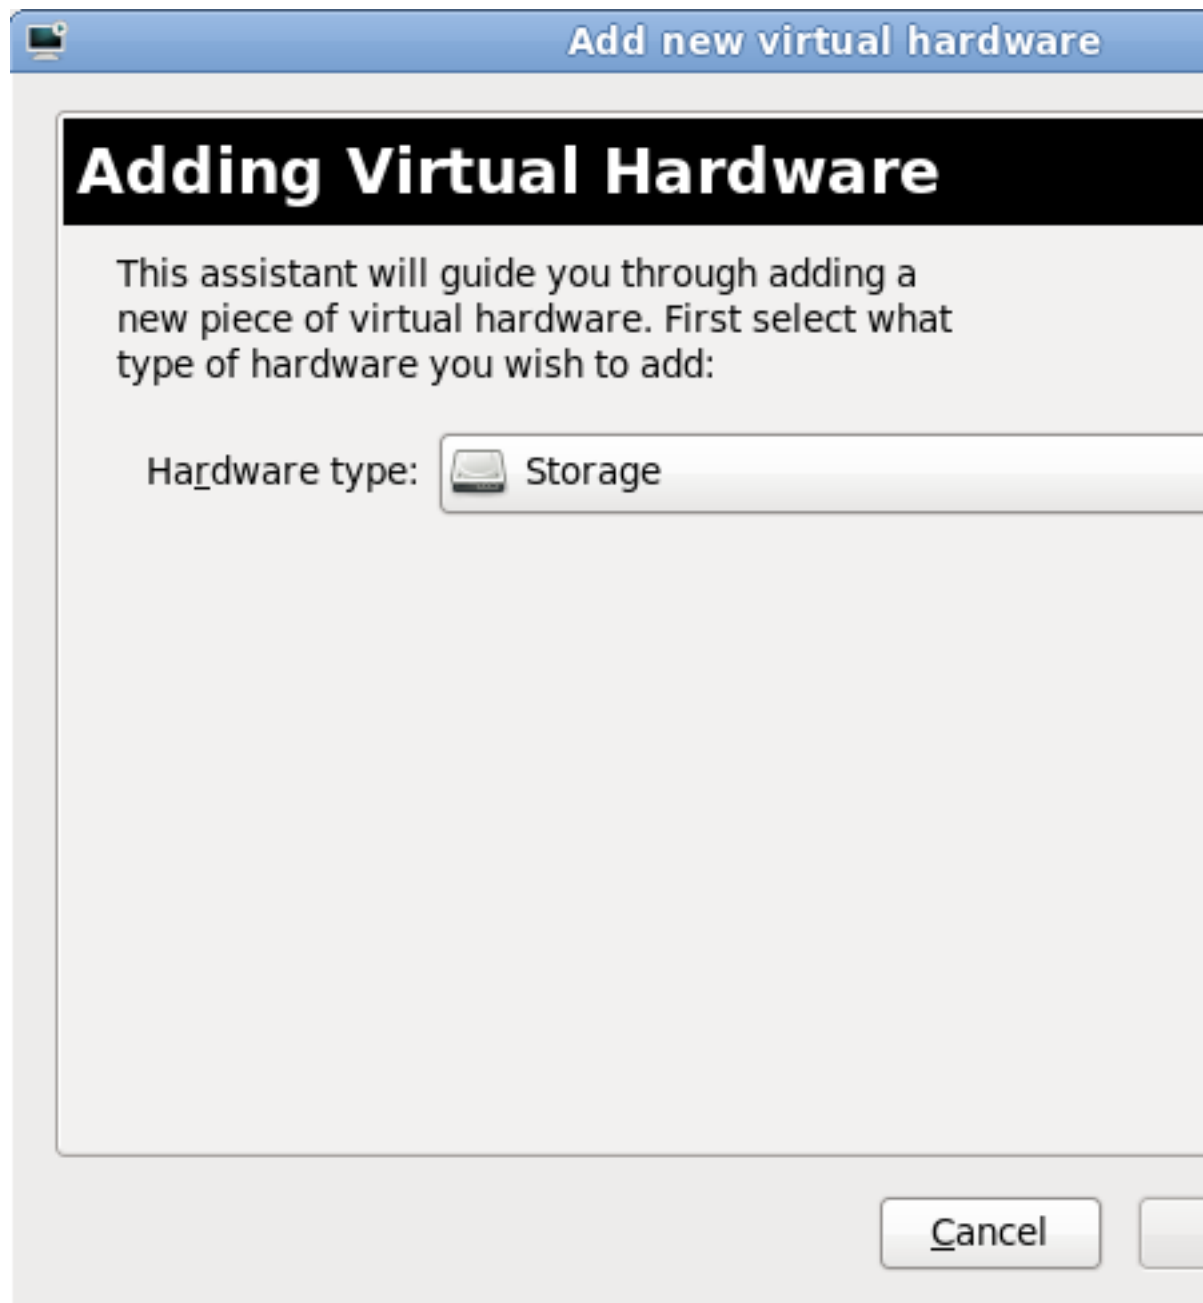 Add new virtual hardware
Adding Virtual Hardware
This assistant will guide you through adding a
new piece of virtual hardware. First select what
type of hardware you wish to add:
Hardware type: Storage
Cancel